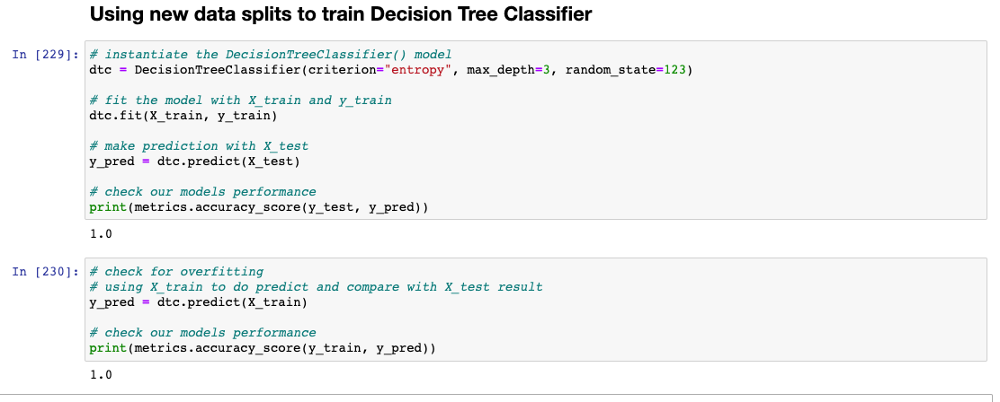 Using new data splits to train Decision Tree Classifier
In [229]:
# instantiate the DecisionTreeClassifier() model
dtc = DecisionTreeClassifier(criterion="entropy", max_depth=3, random_state=123)
# fit the model with X_train and y_train
dtc.fit(X_train, y_train)
# make prediction with X_test
y_pred = dtc.predict(X_test)
# check our models performance
print(metrics.accuracy_score(y_test, y_pred))
1.0
In [230]:
# check for overfitting
# using X_train to do predict and compare with X_test result
y_pred = dtc.predict(X_train)
# check our models performance
print(metrics.accuracy_score(y_train, y_pred))
1.0